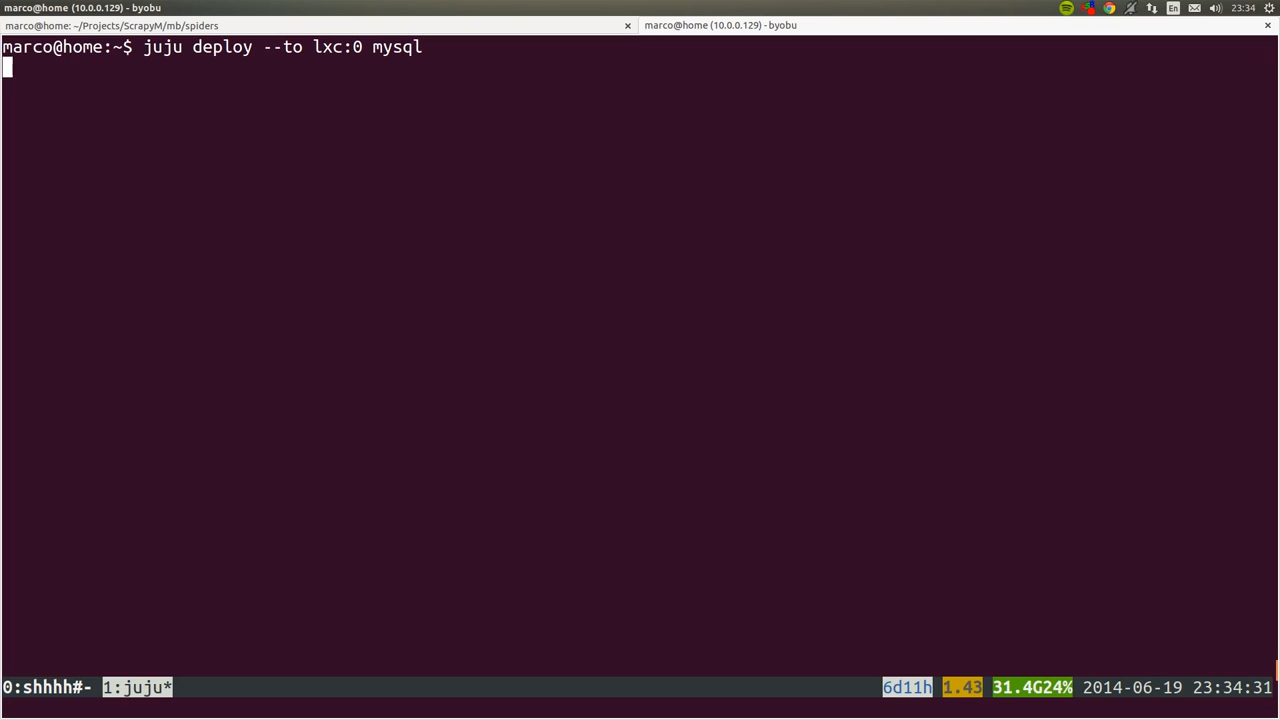 marco@home (10.0.0.129) - byobu
En
23:34
marco@home: ~/Projects/ScrapyM/mb/spiders
×
marco@home (10.0.0.129) - byobu
×
marco@home:~$ juju deploy --to lxc:0 mysql
0:shhhh#- 1:juju*
6d11h 1.43 31.4G24% 2014-06-19 23:34:31